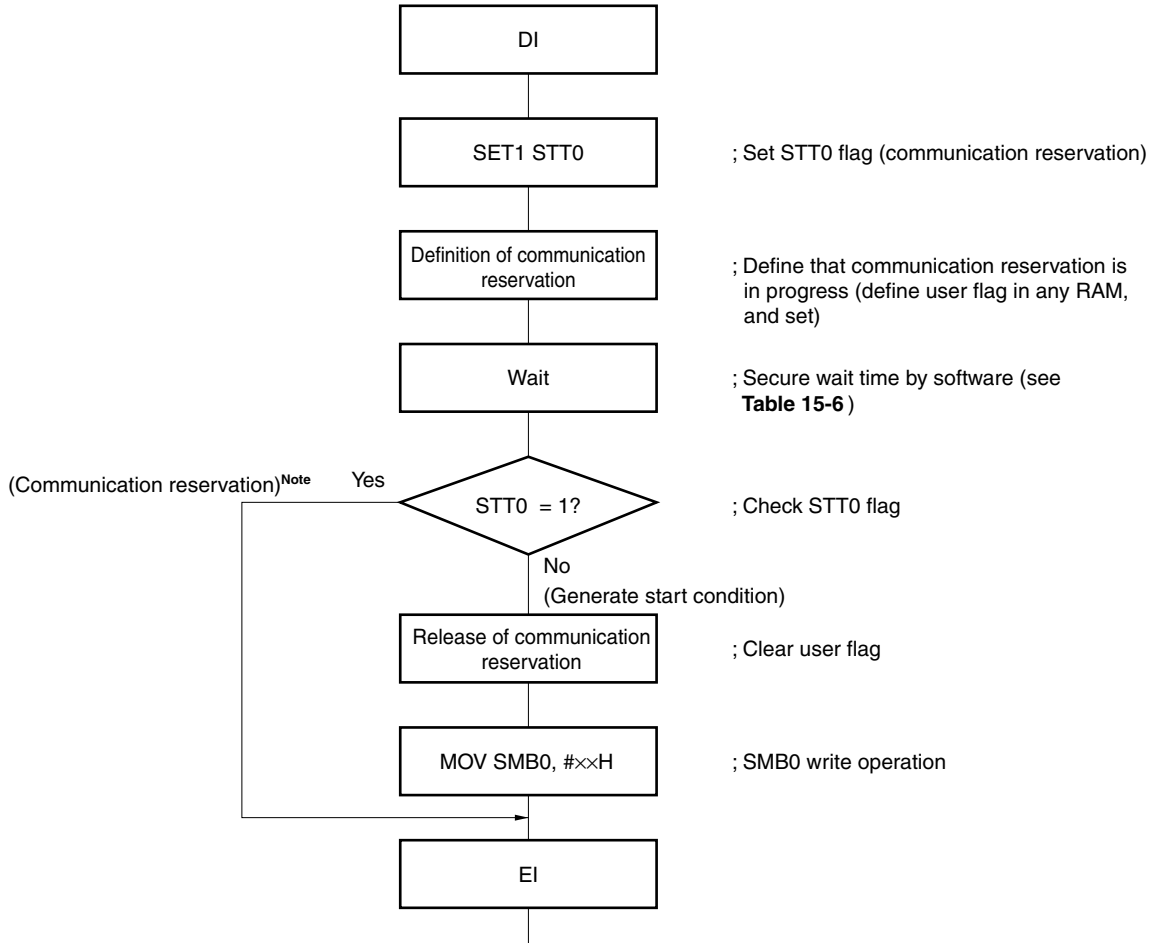 DI
SET1 STT0
; Set STT0 flag (communication reservation)
Definition of communication
reservation
; Define that communication reservation is
in progress (define user flag in any RAM,
and set)
Wait
; Secure wait time by software (see
Table 15-6 )
(Communication reservation)Note
Yes
STT0 = 1?
; Check STT0 flag
No
(Generate start condition)
Release of communication
reservation
; Clear user flag
MOV SMB0, #××H
; SMB0 write operation
EI